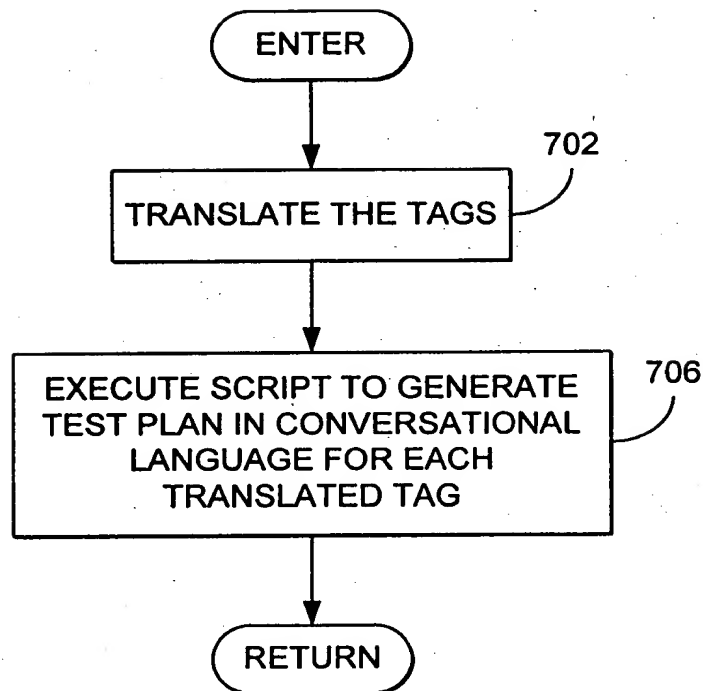 ENTER
702
TRANSLATE THE TAGS
706
EXECUTE SCRIPT TO GENERATE
TEST PLAN IN CONVERSATIONAL
LANGUAGE FOR EACH
TRANSLATED TAG
RETURN